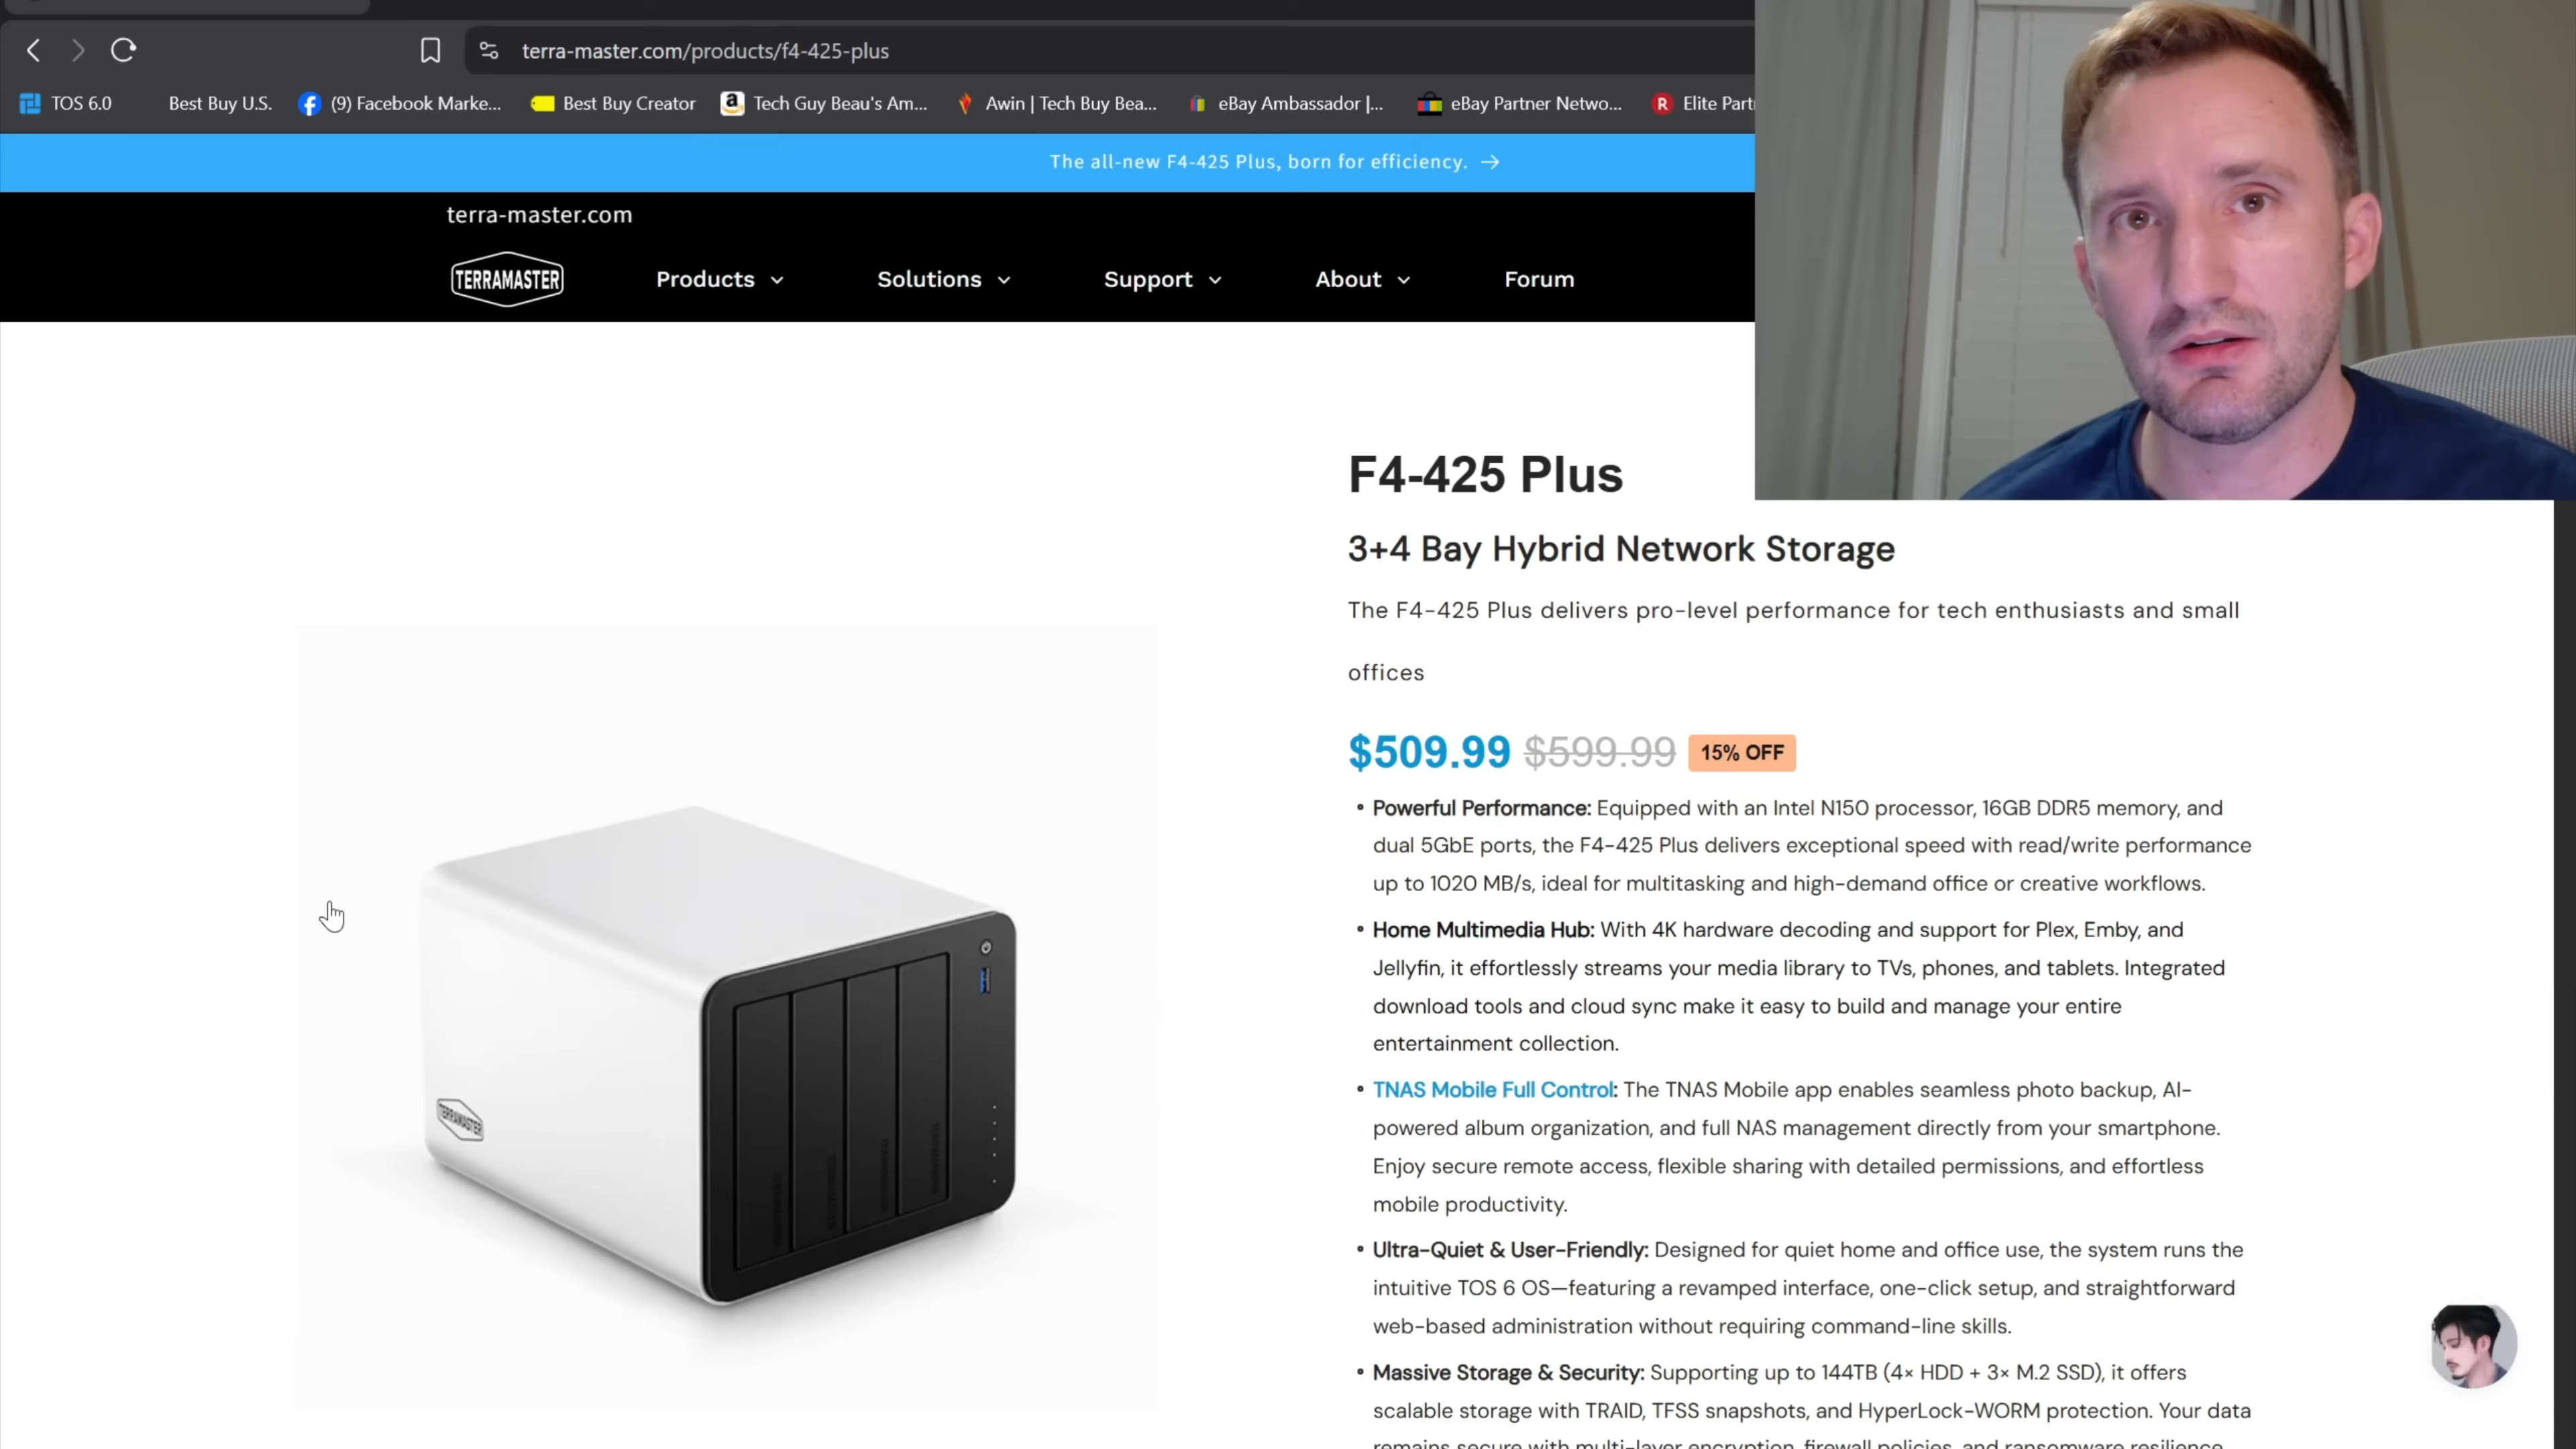 terra-master.com/products/f4-425-plus
TOS 6.0 Best Buy U.S. (9) Facebook Marke... Best Buy Creator Tech Guy Beau's Am... Awin | Tech Buy Bea... eBay Ambassador |... eBay Partner Netwo... Elite Part
The all-new F4-425 Plus, born for efficiency. →
terra-master.com
TERRAMASTER Products Solutions Support About Forum
F4-425 Plus
3+4 Bay Hybrid Network Storage
The F4-425 Plus delivers pro-level performance for tech enthusiasts and small
offices
$509.99 $599.99 15% OFF
• Powerful Performance: Equipped with an Intel N150 processor, 16GB DDR5 memory, and
dual 5GbE ports, the F4-425 Plus delivers exceptional speed with read/write performance
up to 1020 MB/s, ideal for multitasking and high-demand office or creative workflows.
• Home Multimedia Hub: With 4K hardware decoding and support for Plex, Emby, and
Jellyfin, it effortlessly streams your media library to TVs, phones, and tablets. Integrated
download tools and cloud sync make it easy to build and manage your entire
entertainment collection.
• TNAS Mobile Full Control: The TNAS Mobile app enables seamless photo backup, AI-
powered album organization, and full NAS management directly from your smartphone.
Enjoy secure remote access, flexible sharing with detailed permissions, and effortless
mobile productivity.
• Ultra-Quiet & User-Friendly: Designed for quiet home and office use, the system runs the
intuitive TOS 6 OS—featuring a revamped interface, one-click setup, and straightforward
web-based administration without requiring command-line skills.
• Massive Storage & Security: Supporting up to 144TB (4× HDD + 3× M.2 SSD), it offers
scalable storage with TRAID, TFSS snapshots, and HyperLock-WORM protection. Your data
remains secure with multi-layer encryption, firewall policies, and ransomware resilience
TERRAMASTER